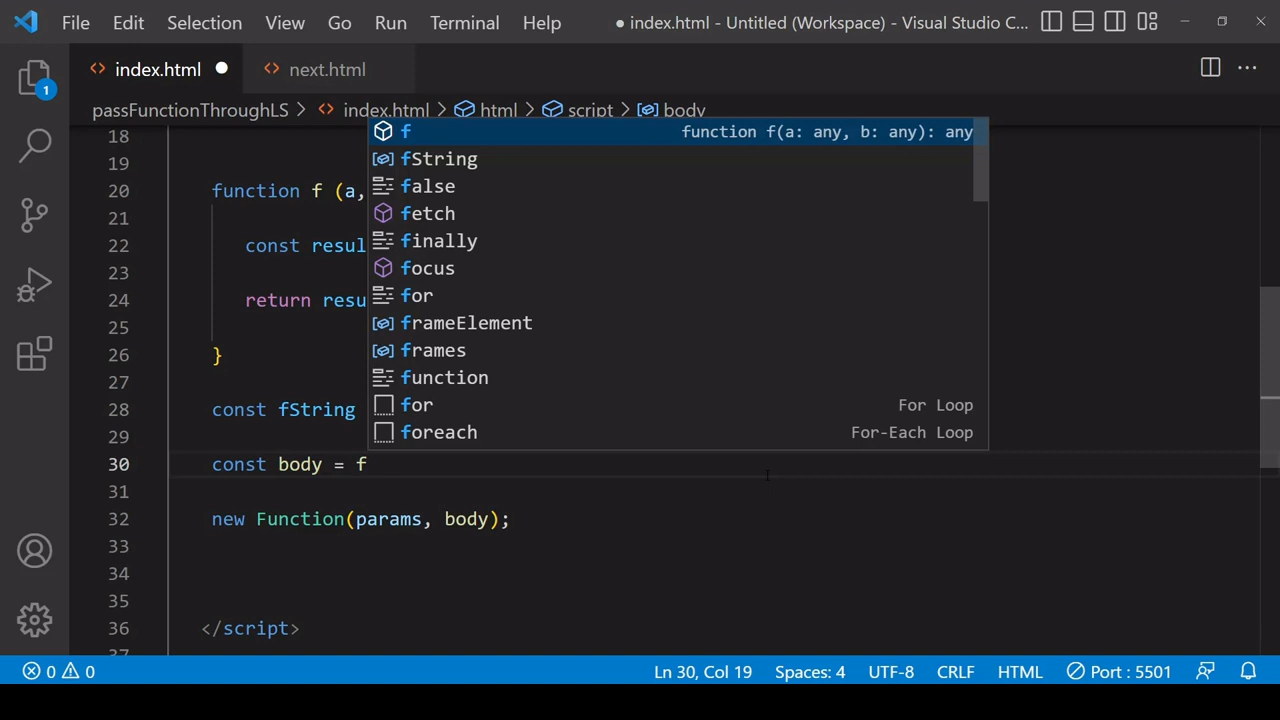 File Edit Selection View Go Run Terminal Help ● index.html - Untitled (Workspace) - Visual Studio C...
index.html ● next.html
1
passFunctionThroughLS > index.html > html > script > body
18
19
20 function f (a,
21
22 const resul
23
24 return resu
25
26 }
27
28 const fString
29
30 const body = f
31
32 new Function(params, body);
33
34
35
36 </script>
37
f function f(a: any, b: any): any
fString
false
fetch
finally
focus
for
frameElement
frames
function
for For Loop
foreach For-Each Loop
0 0 Ln 30, Col 19 Spaces: 4 UTF-8 CRLF HTML Port : 5501